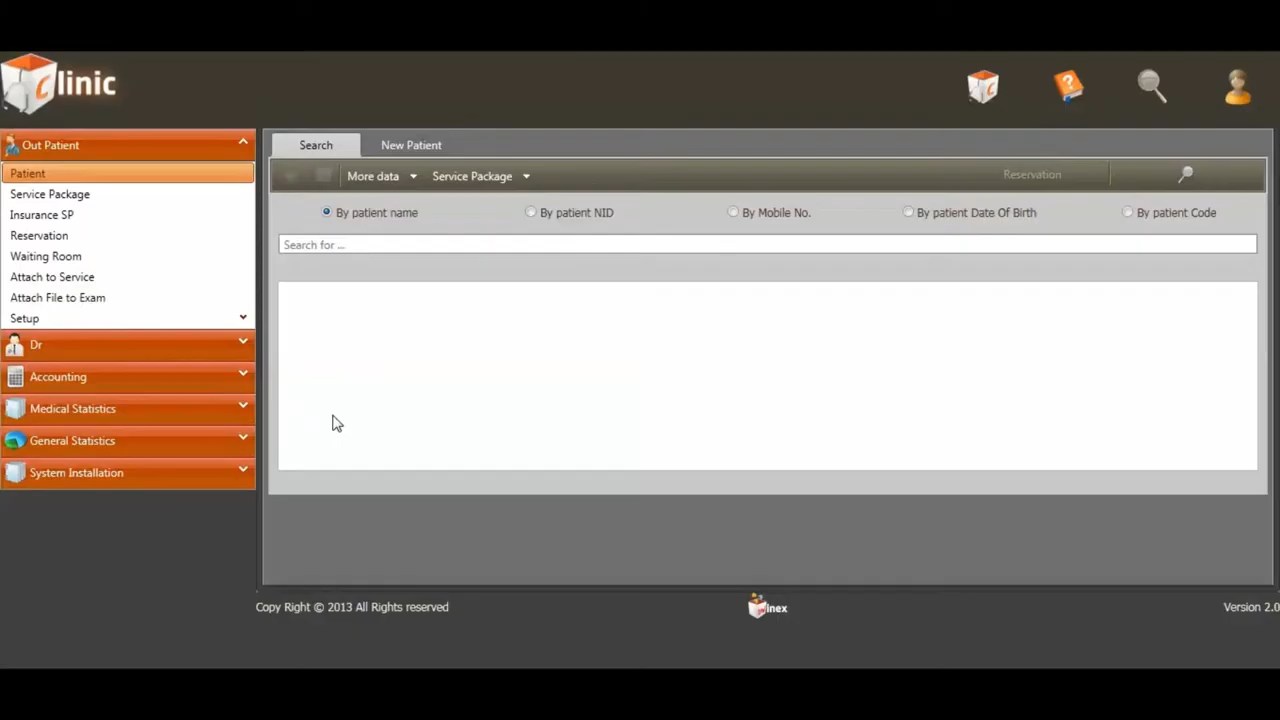 Clinic
Out Patient
Patient
Service Package
Insurance SP
Reservation
Waiting Room
Attach to Service
Attach File to Exam
Setup
Dr
Accounting
Medical Statistics
General Statistics
System Installation
Search New Patient
More data Service Package Reservation
By patient name By patient NID By Mobile No. By patient Date Of Birth By patient Code
Search for ...
Copy Right © 2013 All Rights reserved inex Version 2.0